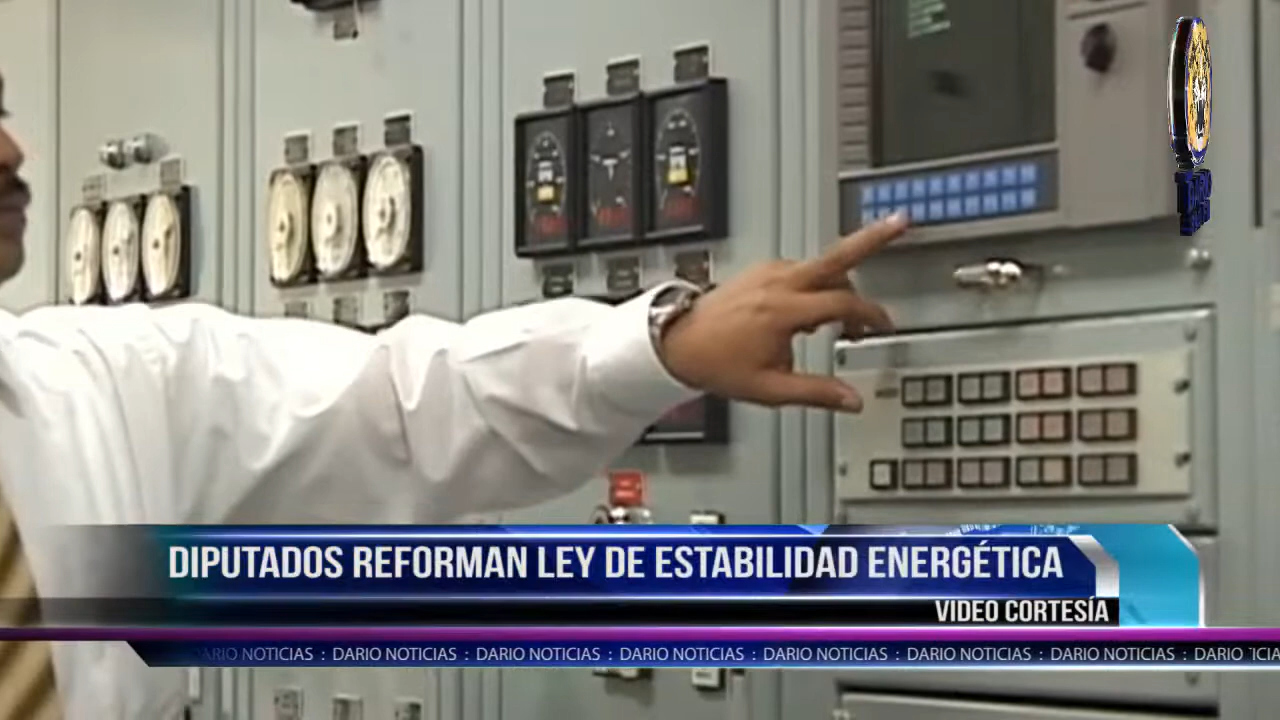 DIPUTADOS REFORMAN LEY DE ESTABILIDAD ENERGÉTICA
VIDEO CORTESÍA
DARIO NOTICIAS : DARIO NOTICIAS : DARIO NOTICIAS : DARIO NOTICIAS : DARIO NOTICIAS : DARIO NOTICIAS : DARIO NOTICIAS : DARIO